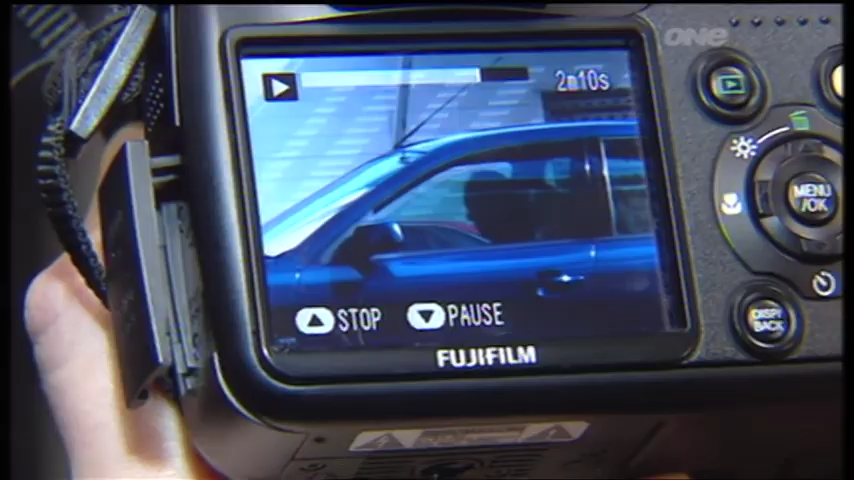 ONE
2m10s
MENU
/OK
STOP PAUSE
DISP/
BACK
FUJIFILM